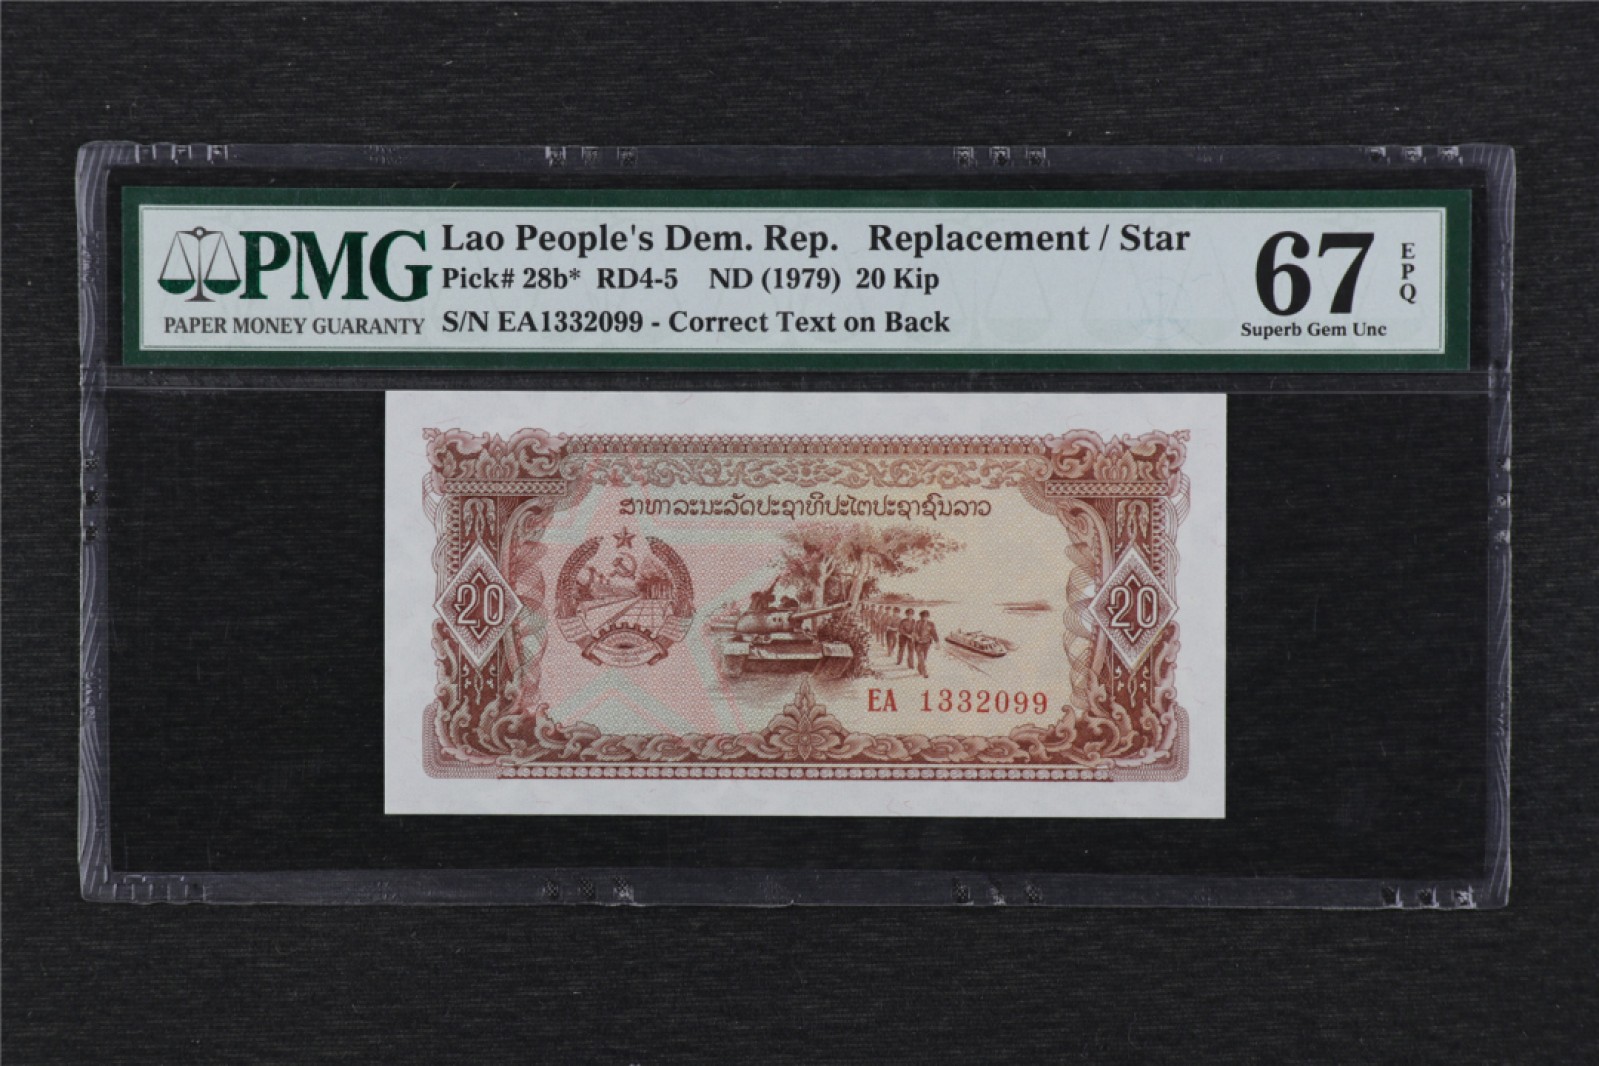 PMG
PAPER MONEY GUARANTY
Lao People's Dem. Rep. Replacement / Star
Pick# 28b* RD4-5 ND (1979) 20 Kip
S/N EA1332099 - Correct Text on Back
67
EPQ
Superb Gem Unc
ສາທາລະນະລັດປະຊາທິປະໄຕປະຊາຊົນລາວ
20
20
EA 1332099